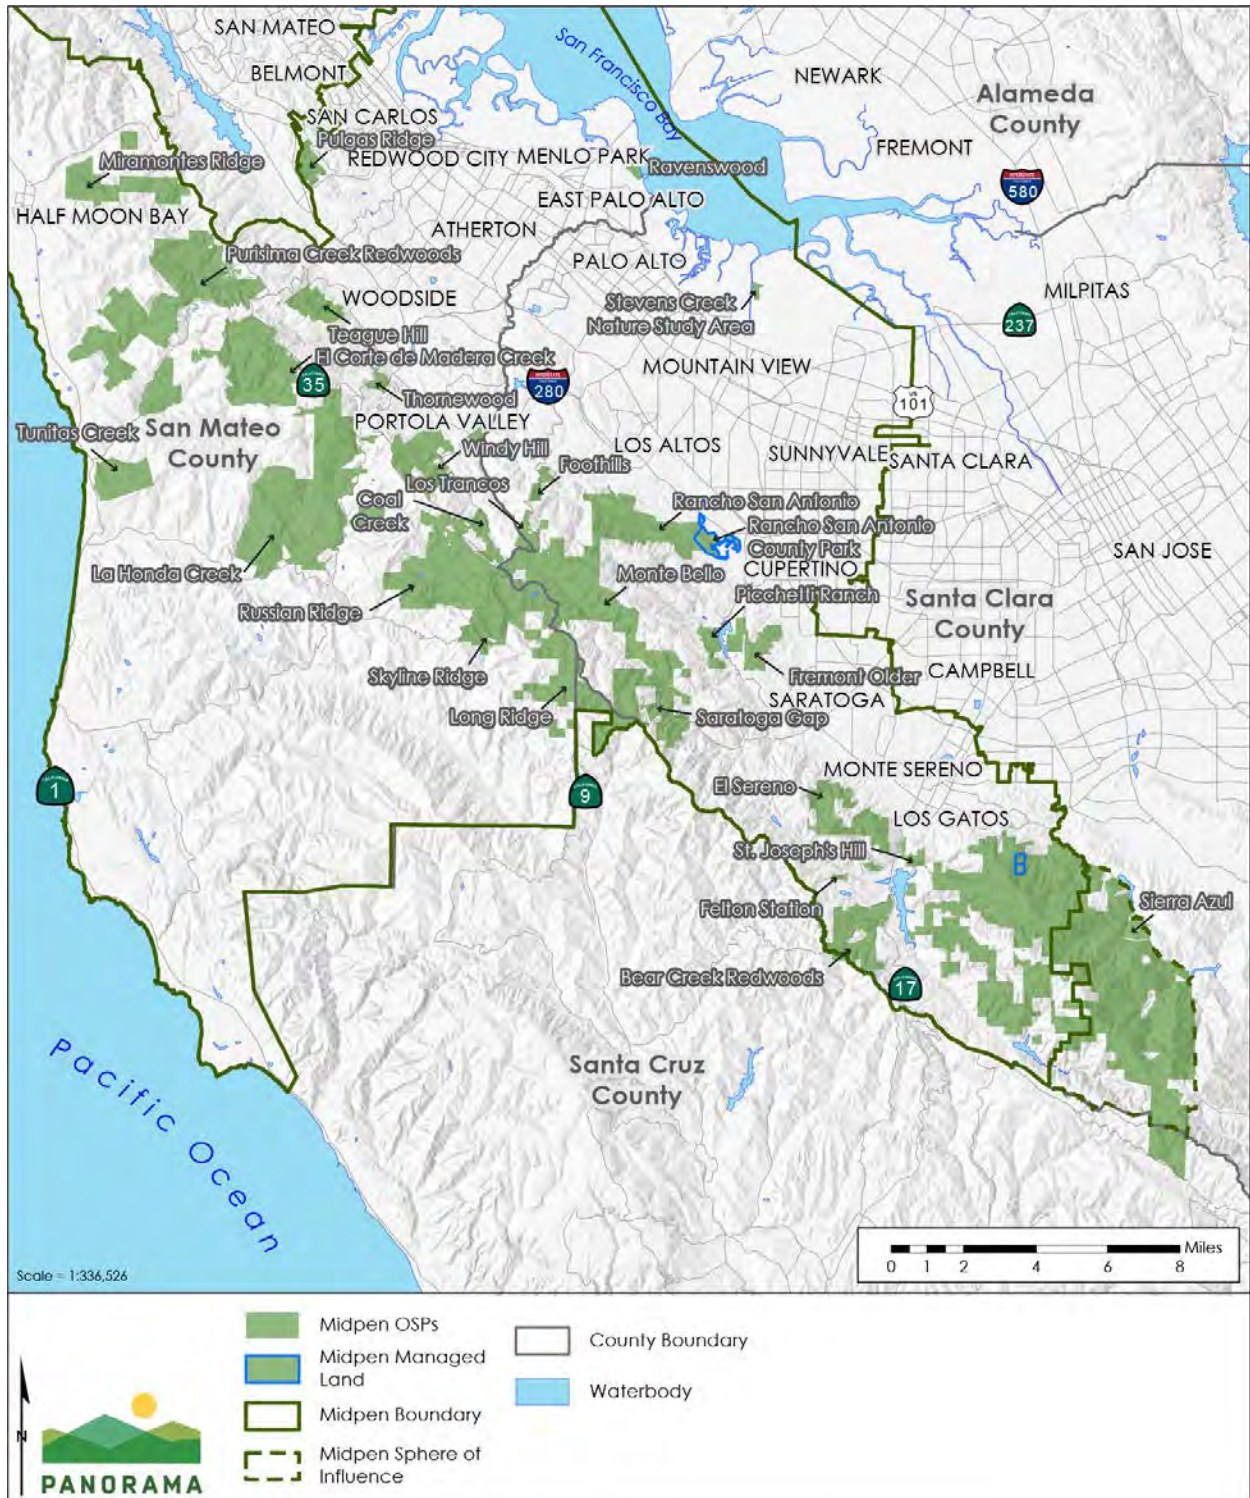 SAN MATEO
BELMONT
SAN CARLOS
Pulgas Ridge
REDWOOD CITY
MENLO PARK
Ravenswood
EAST PALO ALTO
ATHERTON
PALO ALTO
San Francisco Bay
NEWARK
Alameda
County
FREMONT
INTERSTATE
580
Miramontes Ridge
HALF MOON BAY
Purisima Creek Redwoods
WOODSIDE
Teague Hill
El Corte de Madera Creek
CALIFORNIA
35
Thornewood
INTERSTATE
280
Stevens Creek
Nature Study Area
MOUNTAIN VIEW
MILPITAS
CALIFORNIA
237
US
101
Tunitas Creek
San Mateo
County
PORTOLA VALLEY
Windy Hill
Los Trancos
Foothills
LOS ALTOS
SUNNYVALE
SANTA CLARA
Coal
Creek
Rancho San Antonio
Rancho San Antonio
County Park
CUPERTINO
SAN JOSE
La Honda Creek
Russian Ridge
Monte Bello
Picchetti Ranch
Santa Clara
County
Skyline Ridge
Fremont Older
CAMPBELL
SARATOGA
Long Ridge
Saratoga Gap
CALIFORNIA
1
CALIFORNIA
9
MONTE SERENO
El Sereno
LOS GATOS
St. Joseph's Hill
Felton Station
Sierra Azul
Bear Creek Redwoods
CALIFORNIA
17
Santa Cruz
County
Pacific Ocean
Miles
0 1 2 4 6 8
Scale = 1:336,526
N
PANORAMA
Midpen OSPs
Midpen Managed
Land
Midpen Boundary
Midpen Sphere of
Influence
County Boundary
Waterbody